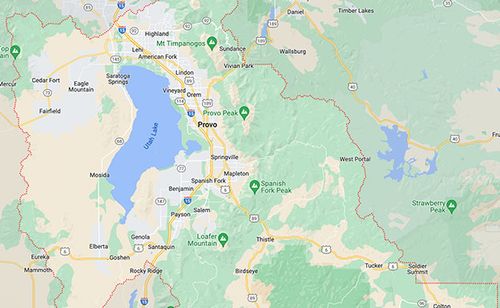 Timber Lakes
Highland
Mt Timpanogos
Lehi
Sundance
Wallsburg
American Fork
Top
Mountain
Saratoga
Springs
Vivian Park
Lindon
Cedar Fort
Eagle
Mountain
Vineyard
Orem
Fairfield
Provo Peak
Provo
Utah Lake
Springville
West Portal
Colton
Mosida
Mapleton
Spanish Fork
Benjamin
Spanish
Fork Peak
Strawberry
Peak
Salem
Payson
Genola
Loafer
Mountain
Thistle
Elberta
Goshen
Santaquin
Eureka
Mammoth
Rocky Ridge
Birdseye
Tucker
Soldier
Summit
Colton